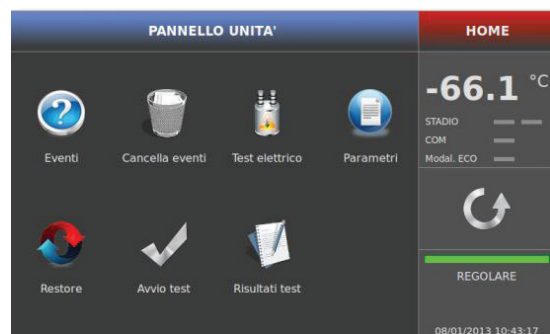 PANNELLO UNITA'
HOME
Eventi
Cancella eventi
Test elettrico
Parametri
Restore
Avvio test
Risultati test
-66.1 °C
STADIO
COM
Modal. ECO
REGOLARE
08/01/2013 10:43:17